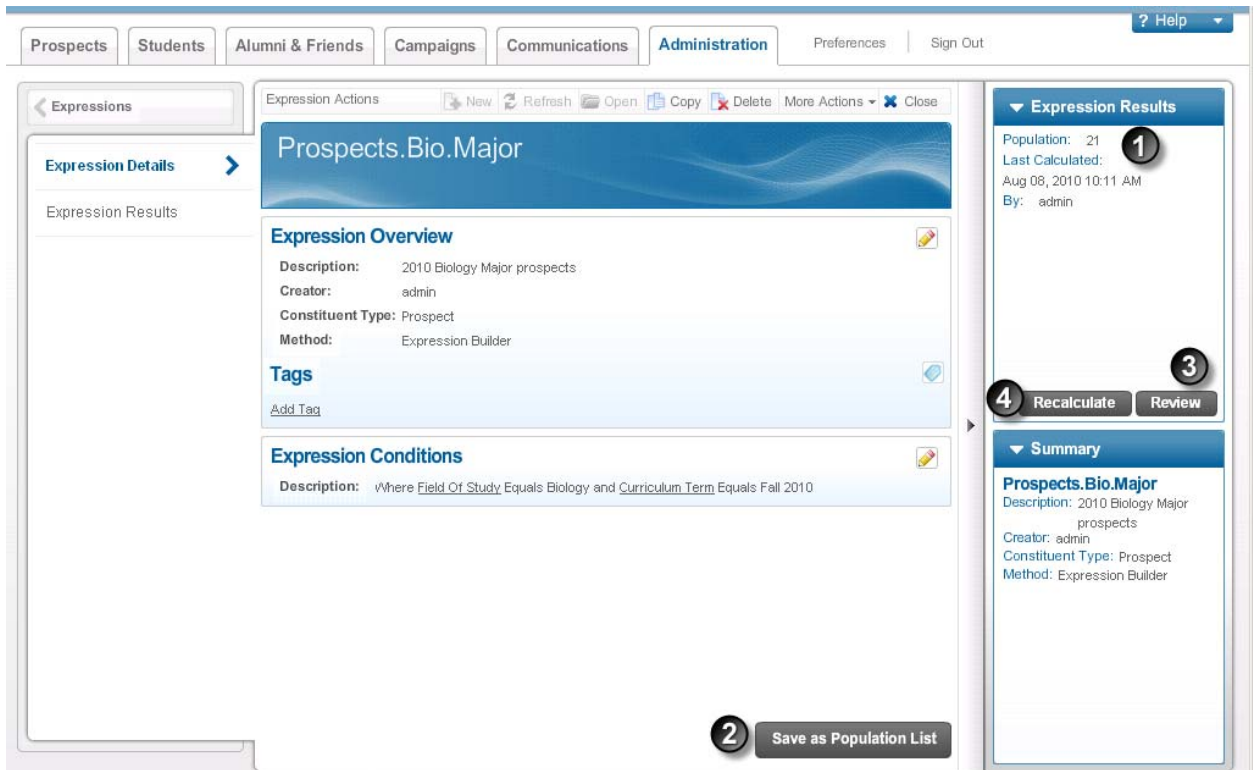 ? Help
Prospects Students Alumni & Friends Campaigns Communications Administration Preferences Sign Out
Expressions
Expression Details
Expression Results
Expression Actions New Refresh Open Copy Delete More Actions Close
Prospects.Bio.Major
Expression Overview
Description: 2010 Biology Major prospects
Creator: admin
Constituent Type: Prospect
Method: Expression Builder
Tags
Add Tag
Expression Conditions
Description: Where Field Of Study Equals Biology and Curriculum Term Equals Fall 2010
2 Save as Population List
Expression Results
Population: 21 1
Last Calculated:
Aug 08, 2010 10:11 AM
By: admin
3
4 Recalculate Review
Summary
Prospects.Bio.Major
Description: 2010 Biology Major
prospects
Creator: admin
Constituent Type: Prospect
Method: Expression Builder